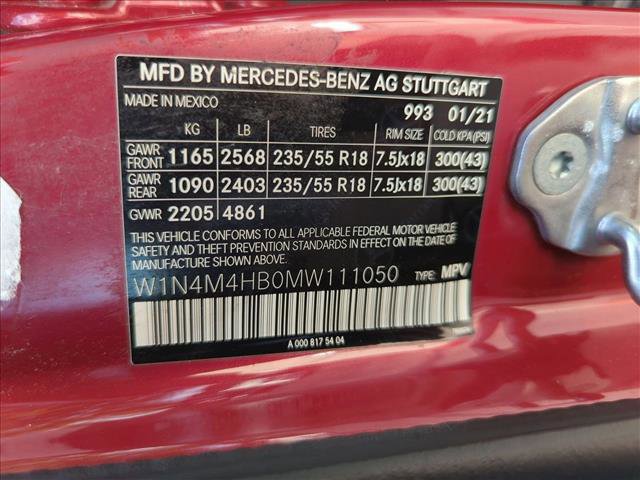 MFD BY MERCEDES-BENZ AG STUTTGART
MADE IN MEXICO 993 01/21
KG LB TIRES RIM SIZE COLD KPA(PSI)
GAWR FRONT 1165 2568 235/55 R18 7.5Jx18 300(43)
GAWR REAR 1090 2403 235/55 R18 7.5Jx18 300(43)
GVWR 2205 4861
THIS VEHICLE CONFORMS TO ALL APPLICABLE FEDERAL MOTOR VEHICLE
SAFETY, BUMPER, AND THEFT PREVENTION STANDARDS IN EFFECT
ON THE DATE OF MANUFACTURE SHOWN ABOVE.
W1N4M4HB0MW111050 TYPE: MPV
A 000 817 54 04